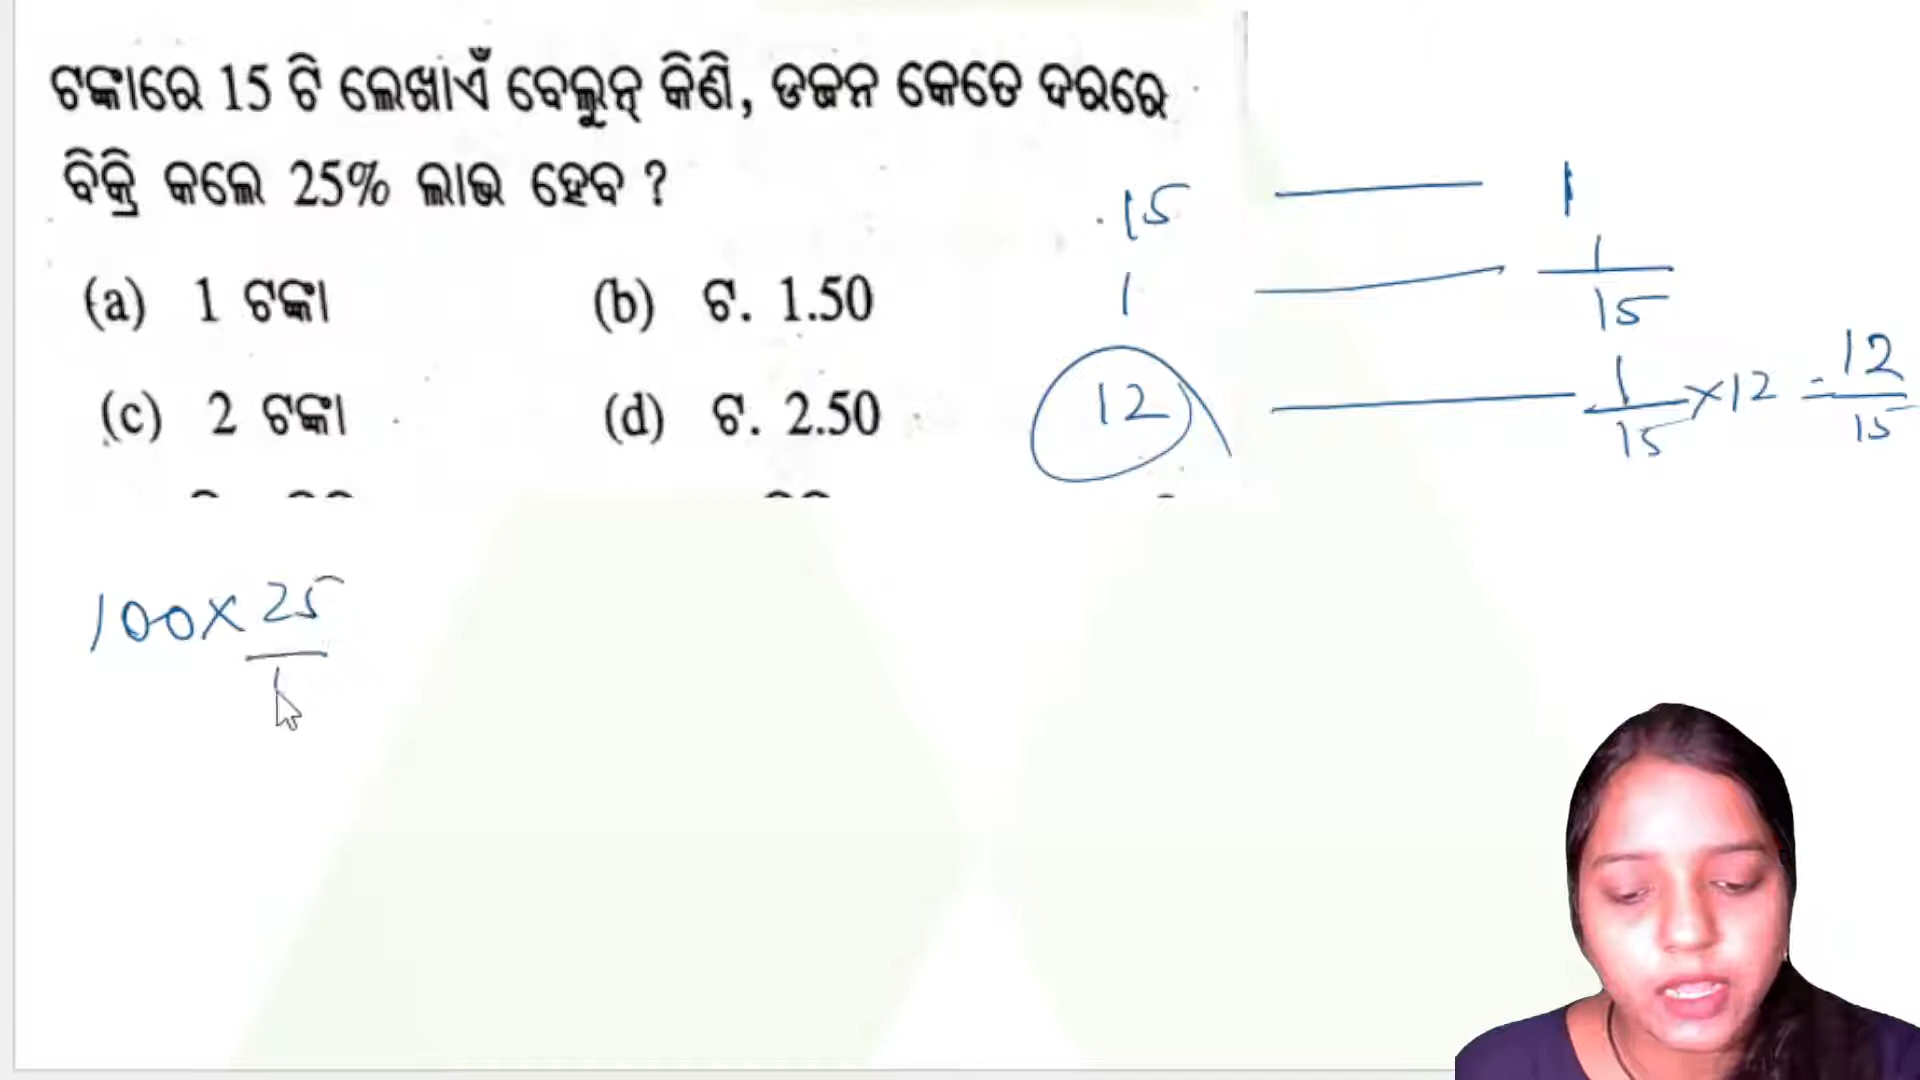 ଟଙ୍କାରେ 15 ଟି ଲେଖାଏଁ ବେଲୁନ୍ କିଣି, ଡଜନ କେତେ ଦରରେ
ବିକ୍ରି କଲେ 25% ଲାଭ ହେବ ?
(a) 1 ଟଙ୍କା (b) ଟ. 1.50
(c) 2 ଟଙ୍କା (d) ଟ. 2.50
15 — 1
1 — 1/15
12 — 1/15 × 12 = 12/15
100 × 25/1